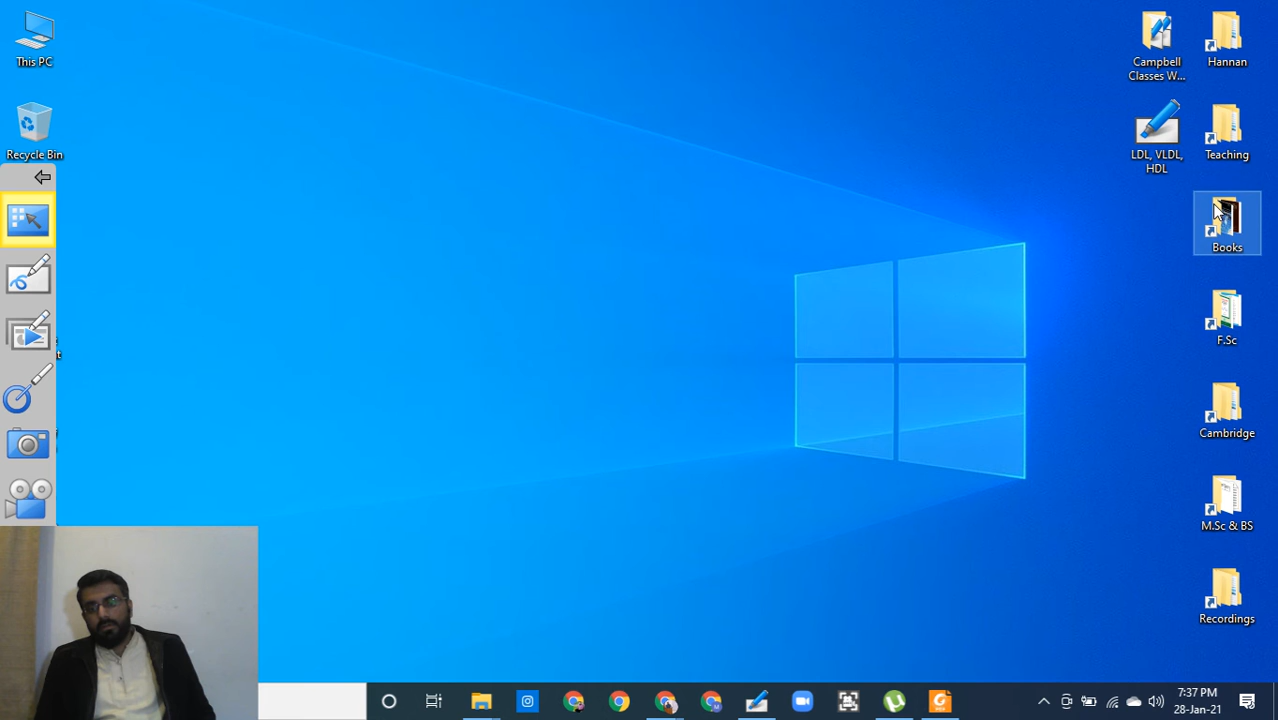 This PC
Recycle Bin
Campbell
Classes W...
Hannan
LDL, VLDL,
HDL
Teaching
Books
F.Sc
Cambridge
M.Sc & BS
Recordings
7:37 PM
28-Jan-21